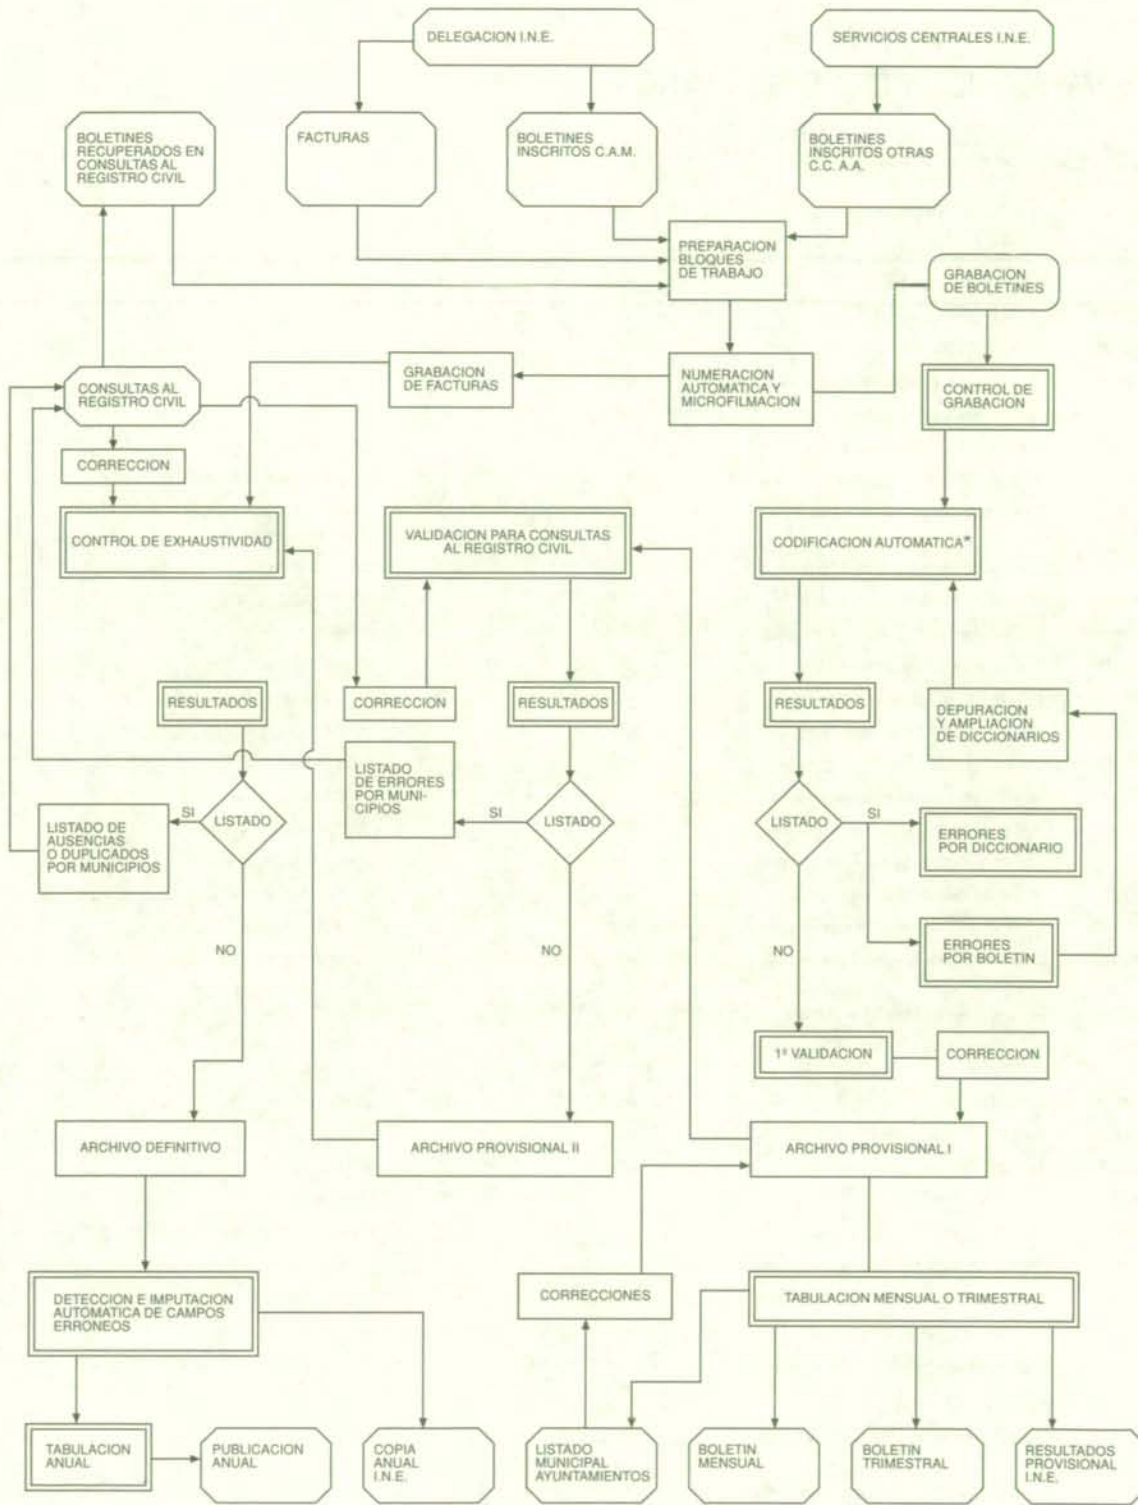 DELEGACION I.N.E.
SERVICIOS CENTRALES I.N.E.
BOLETINES
RECUPERADOS EN
CONSULTAS AL
REGISTRO CIVIL
FACTURAS
BOLETINES
INSCRITOS C.A.M.
BOLETINES
INSCRITOS OTRAS
C.C. A.A.
PREPARACION
BLOQUES
DE TRABAJO
GRABACION
DE BOLETINES
GRABACION
DE FACTURAS
NUMERACION
AUTOMATICA Y
MICROFILMACION
CONSULTAS AL
REGISTRO CIVIL
CONTROL DE
GRABACION
CORRECCION
CONTROL DE EXHAUSTIVIDAD
VALIDACION PARA CONSULTAS
AL REGISTRO CIVIL
CODIFICACION AUTOMATICA*
RESULTADOS
CORRECCION
RESULTADOS
RESULTADOS
DEPURACION
Y AMPLIACION
DE DICCIONARIOS
LISTADO DE
AUSENCIAS
O DUPLICADOS
POR MUNICIPIOS
SI
LISTADO
LISTADO
DE ERRORES
POR MUNI-
CIPIOS
SI
LISTADO
LISTADO
SI
ERRORES
POR DICCIONARIO
NO
NO
NO
ERRORES
POR BOLETIN
1ª VALIDACION
CORRECCION
ARCHIVO DEFINITIVO
ARCHIVO PROVISIONAL II
ARCHIVO PROVISIONAL I
DETECCION E IMPUTACION
AUTOMATICA DE CAMPOS
ERRONEOS
CORRECCIONES
TABULACION MENSUAL O TRIMESTRAL
TABULACION
ANUAL
PUBLICACION
ANUAL
COPIA
ANUAL
I.N.E.
LISTADO
MUNICIPAL
AYUNTAMIENTOS
BOLETIN
MENSUAL
BOLETIN
TRIMESTRAL
RESULTADOS
PROVISIONAL
I.N.E.